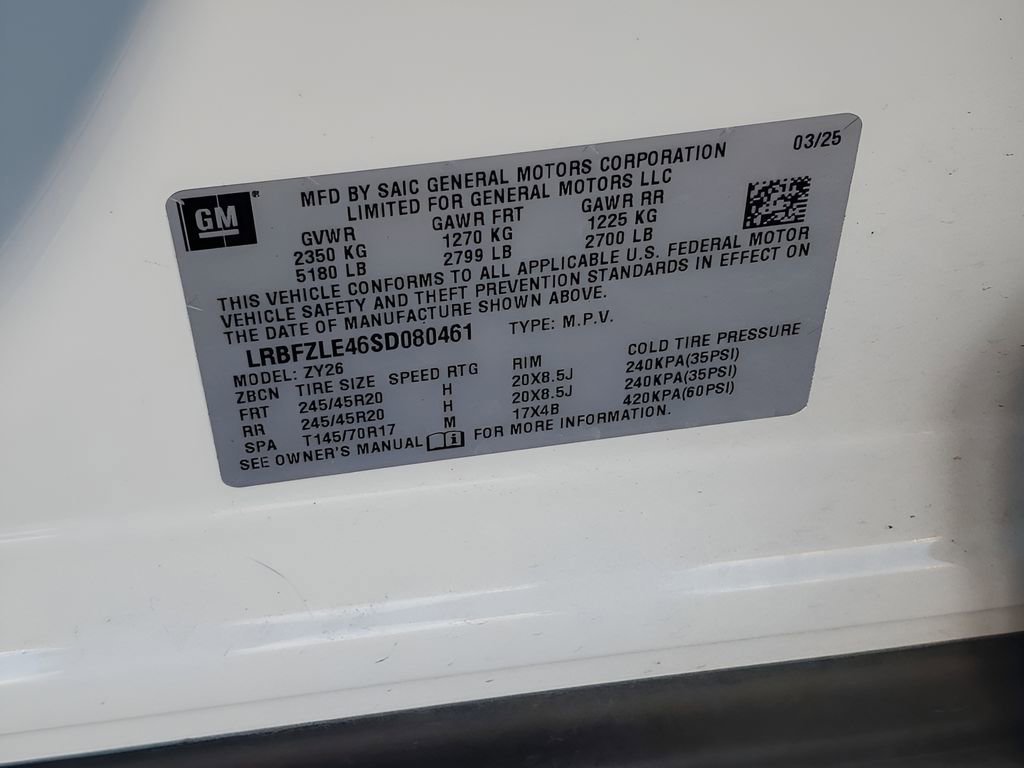 GM
®
03/25
MFD BY SAIC GENERAL MOTORS CORPORATION
LIMITED FOR GENERAL MOTORS LLC
GVWR GAWR FRT GAWR RR
2350 KG 1270 KG 1225 KG
5180 LB 2799 LB 2700 LB
THIS VEHICLE CONFORMS TO ALL APPLICABLE U.S. FEDERAL MOTOR
VEHICLE SAFETY AND THEFT PREVENTION STANDARDS IN EFFECT ON
THE DATE OF MANUFACTURE SHOWN ABOVE.
LRBFZLE46SD080461 TYPE: M.P.V.
MODEL: ZY26
ZBCN TIRE SIZE SPEED RTG RIM COLD TIRE PRESSURE
FRT 245/45R20 H 20X8.5J 240KPA(35PSI)
RR 245/45R20 H 20X8.5J 240KPA(35PSI)
SPA T145/70R17 M 17X4B 420KPA(60PSI)
SEE OWNER'S MANUAL FOR MORE INFORMATION.